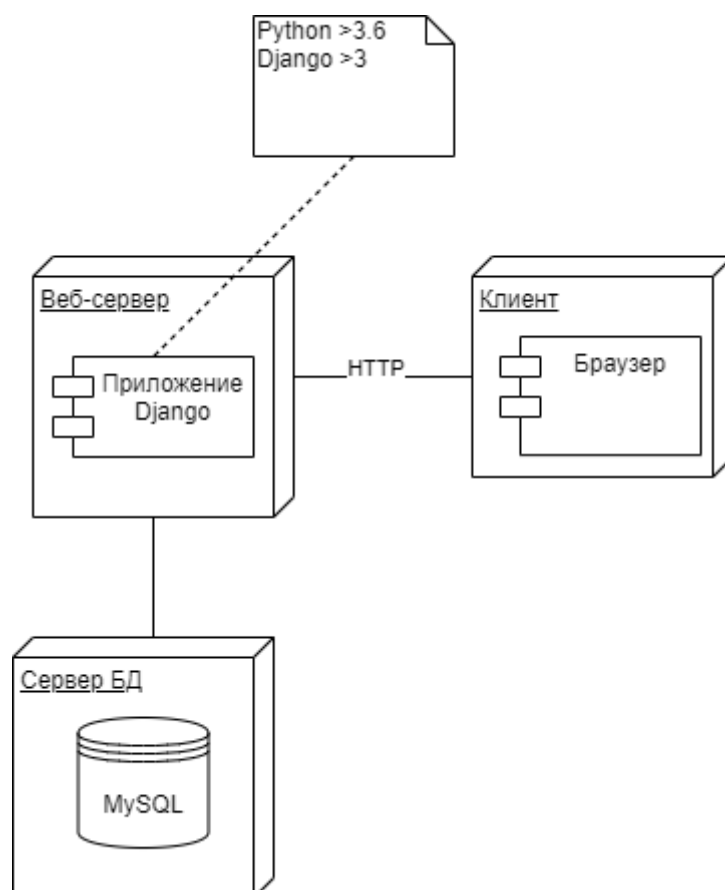 Python >3.6
Django >3
Веб-сервер
Приложение
Django
HTTP
Клиент
Браузер
Сервер БД
MySQL